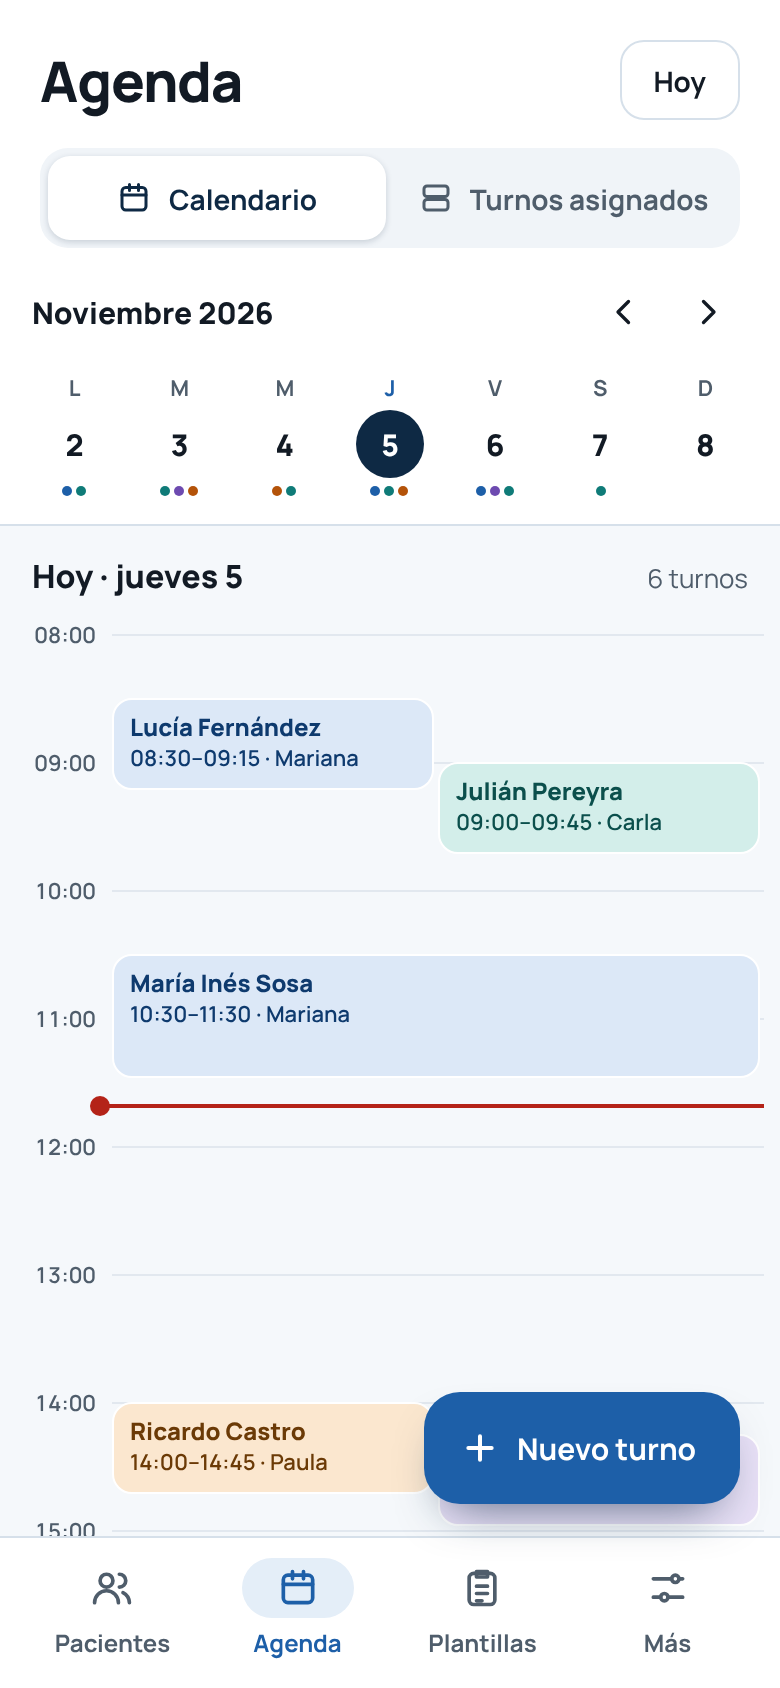 Agenda
Hoy
Calendario
Turnos asignados
Noviembre 2026
L M M J V S D
2 3 4 5 6 7 8
Hoy · jueves 5
6 turnos
08:00
Lucía Fernández
08:30–09:15 · Mariana
09:00
Julián Pereyra
09:00–09:45 · Carla
10:00
María Inés Sosa
10:30–11:30 · Mariana
11:00
12:00
13:00
14:00
Ricardo Castro
14:00–14:45 · Paula
Nuevo turno
15:00
Pacientes
Agenda
Plantillas
Más